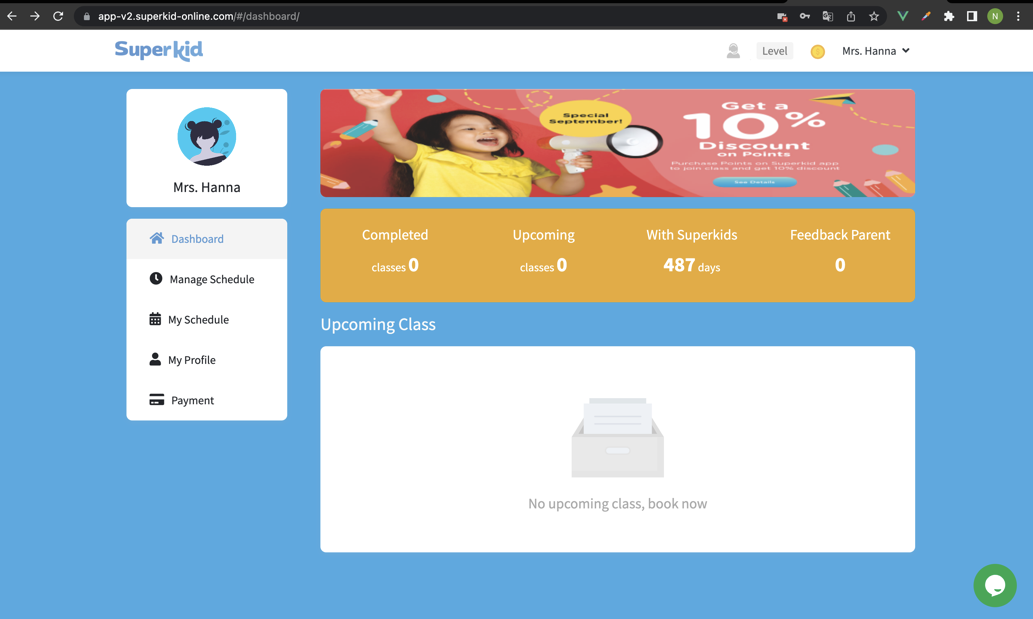 app-v2.superkid-online.com/#/dashboard/
N
Superkid
Level
Mrs. Hanna
Mrs. Hanna
Dashboard
Manage Schedule
My Schedule
My Profile
Payment
Special
September!
Get a
10%
Discount
on Points
Purchase Points on Superkid app
to join class and get 10% discount
See Details
Completed
classes 0
Upcoming
classes 0
With Superkids
487 days
Feedback Parent
0
Upcoming Class
No upcoming class, book now